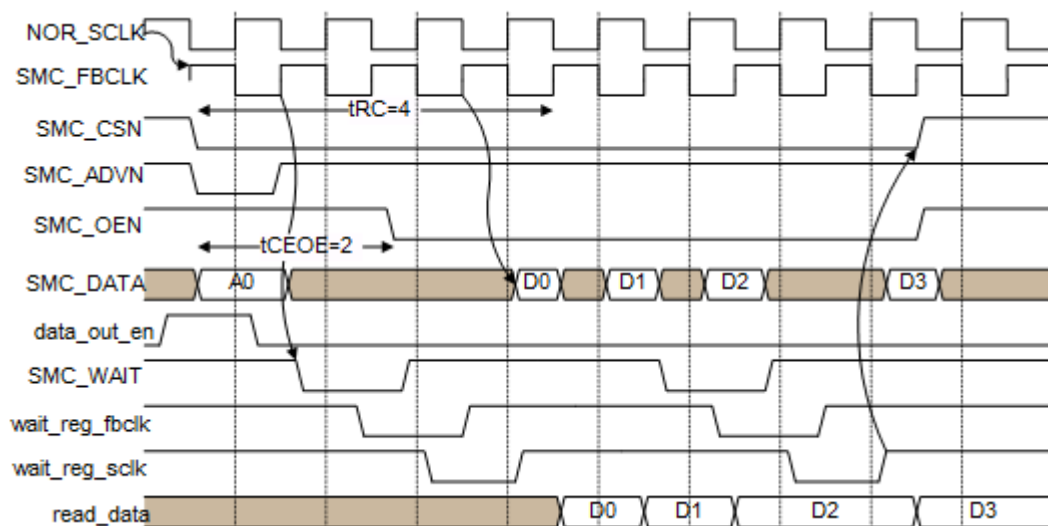 NOR_SCLK
SMC_FBCLK
tRC=4
SMC_CSN
SMC_ADVN
SMC_OEN
tCEOE=2
SMC_DATA A0 D0 D1 D2 D3
data_out_en
SMC_WAIT
wait_reg_fbclk
wait_reg_sclk
read_data D0 D1 D2 D3